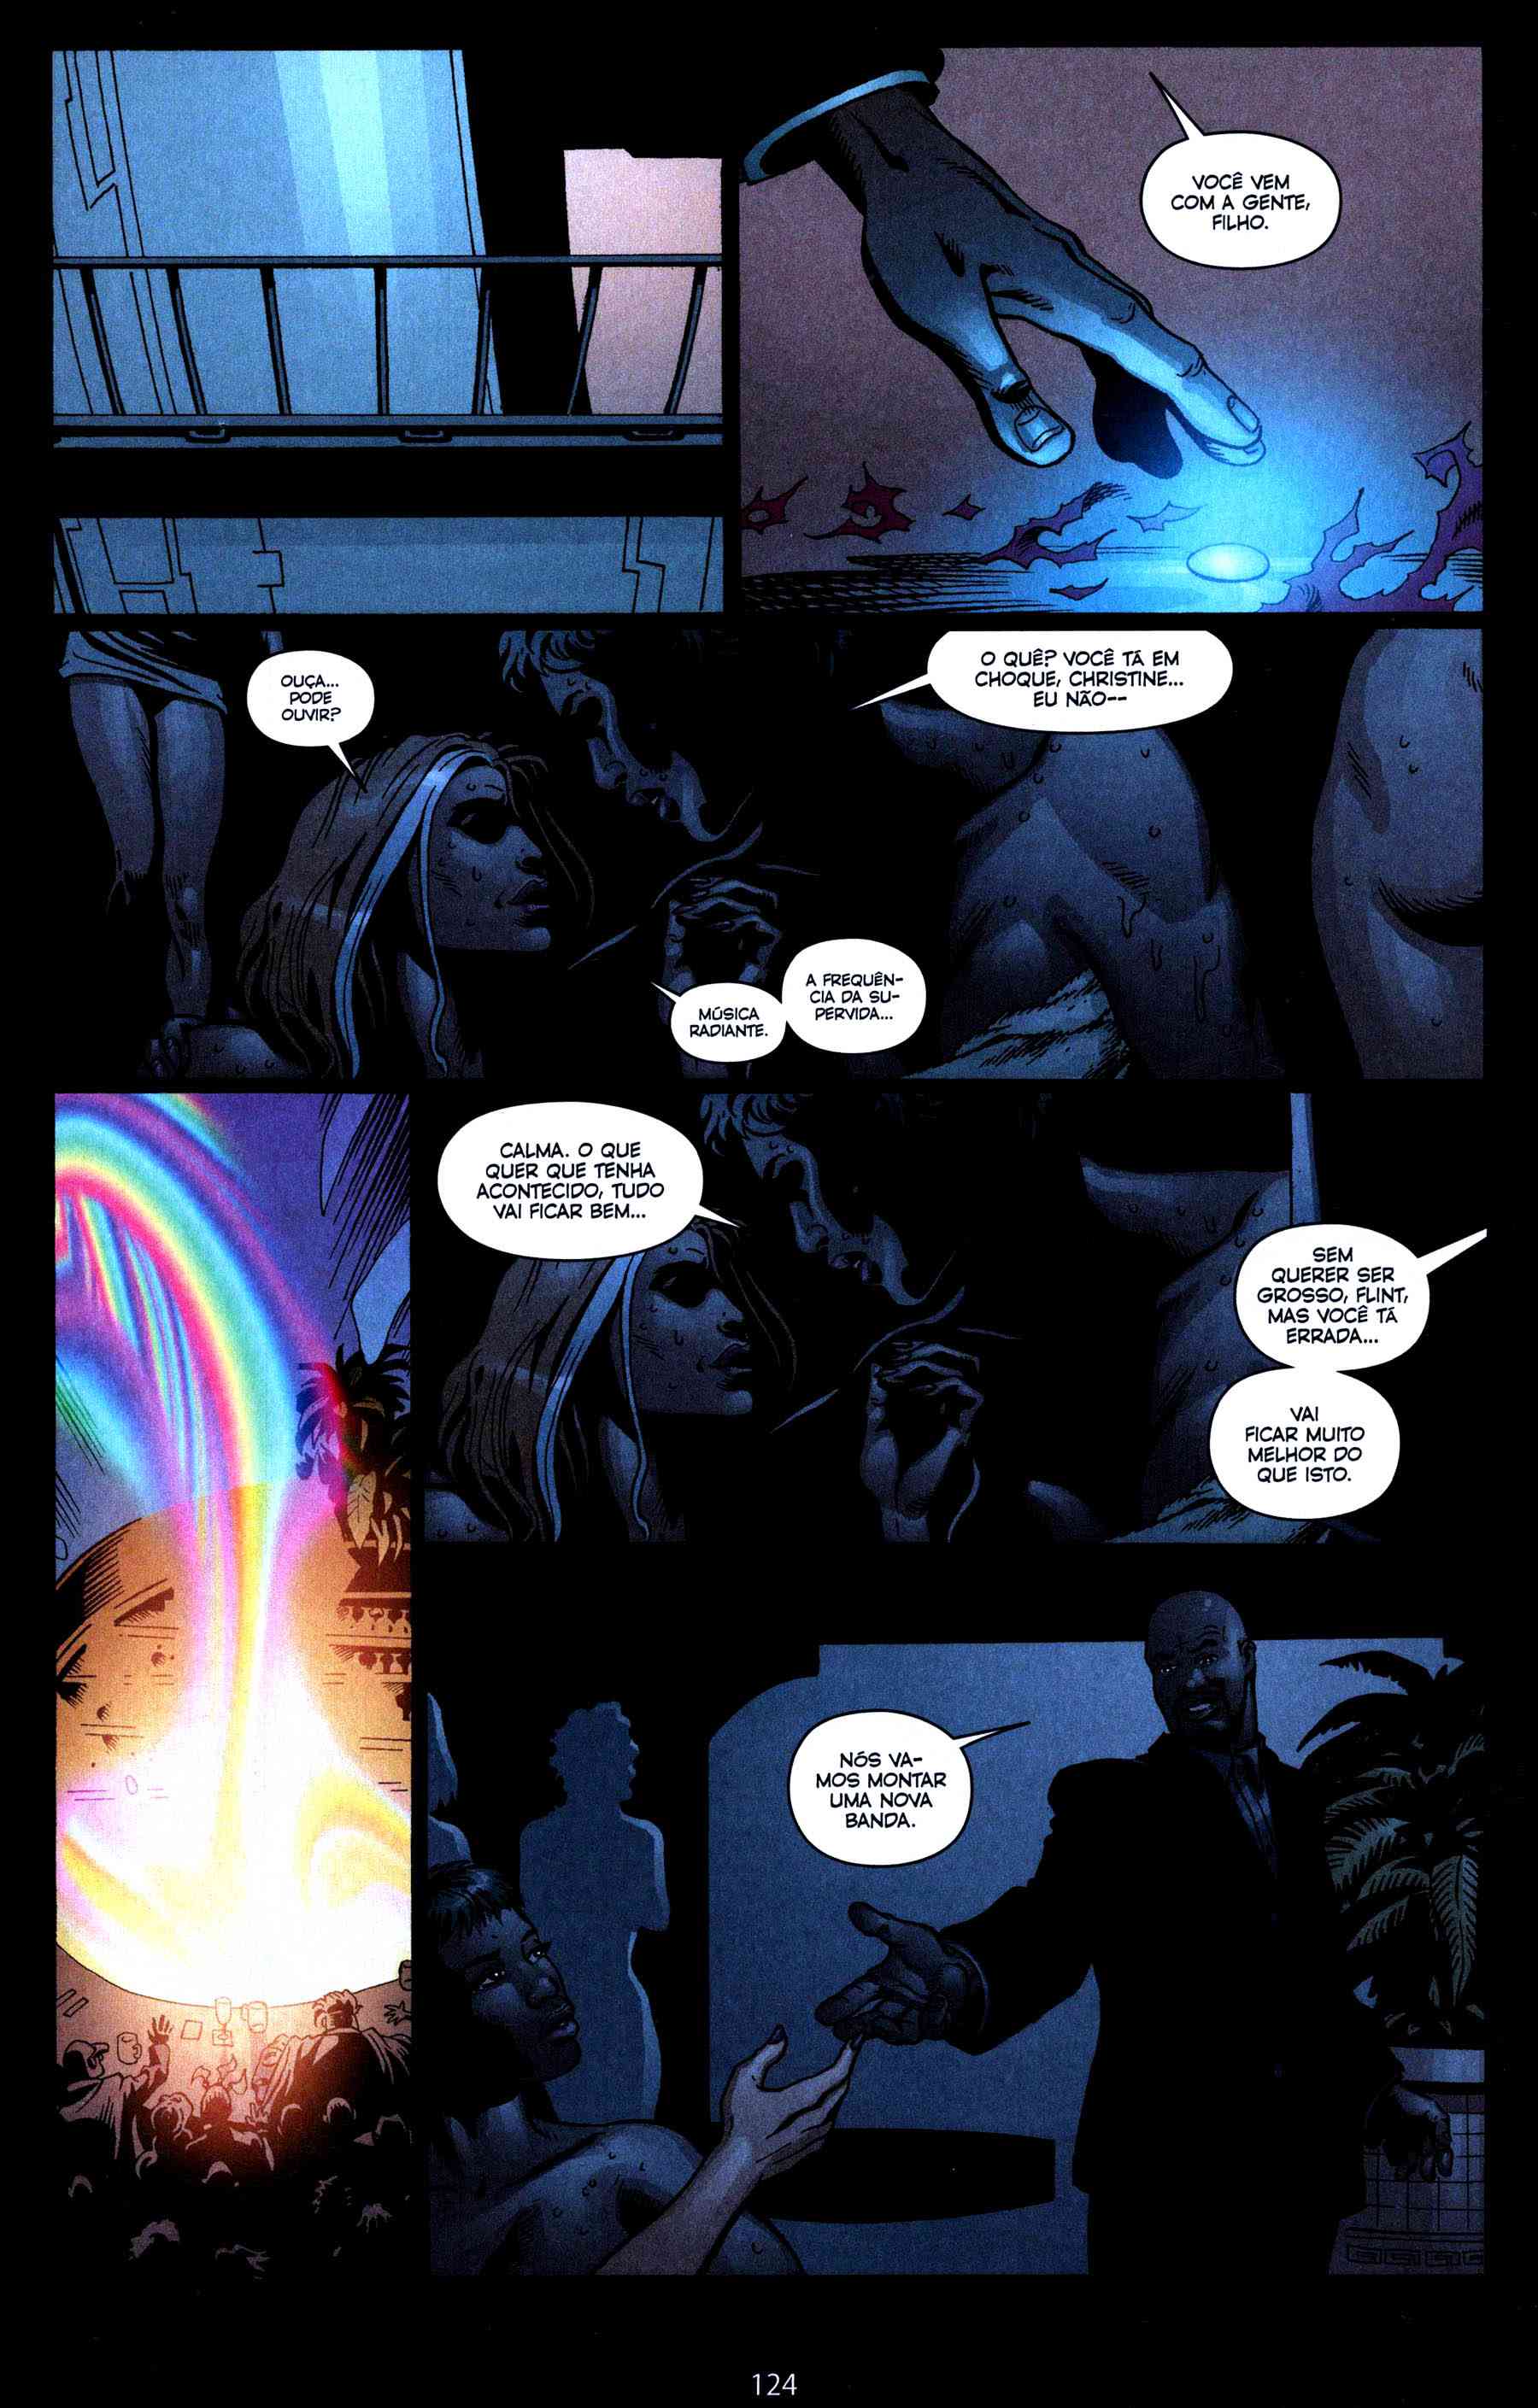 VOCÊ VEM
COM A GENTE,
FILHO.
OUÇA...
PODE
OUVIR?
O QUÊ? VOCÊ TÁ EM
CHOQUE, CHRISTINE...
EU NÃO--
MÚSICA
RADIANTE.
A FREQUÊN-
CIA DA SU-
PERVIDA...
CALMA. O QUE
QUER QUE TENHA
ACONTECIDO, TUDO
VAI FICAR BEM...
SEM
QUERER SER
GROSSO, FLINT,
MAS VOCÊ TÁ
ERRADA...
VAI
FICAR MUITO
MELHOR DO
QUE ISTO.
NÓS VA-
MOS MONTAR
UMA NOVA
BANDA.
124